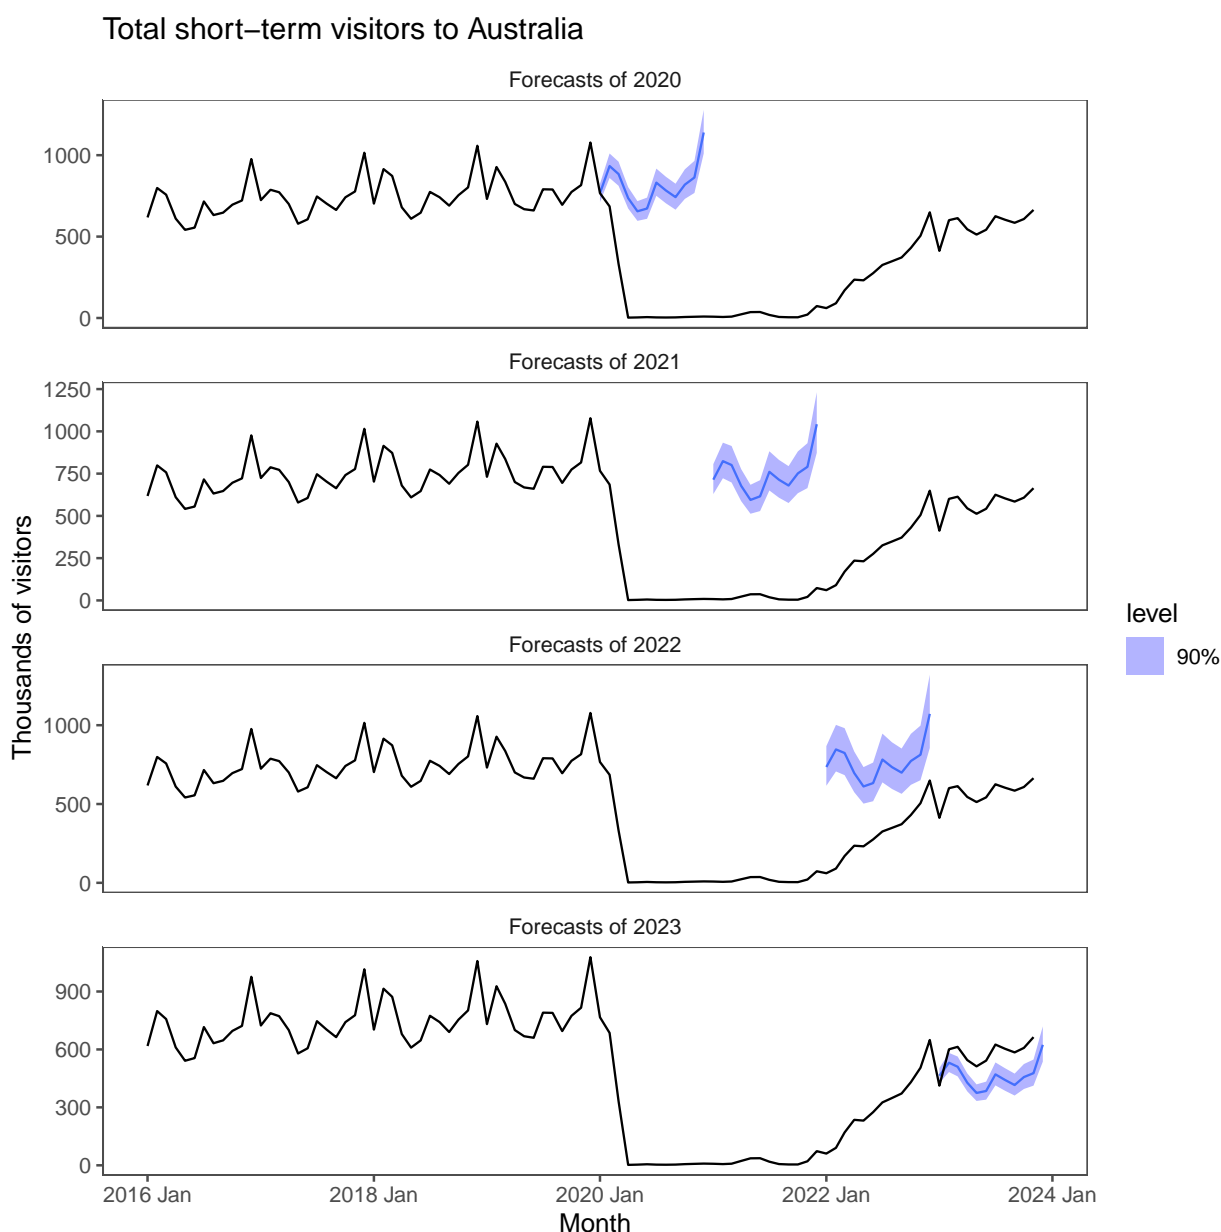 Total short−term visitors to Australia
Forecasts of 2020
1000
500
0
Forecasts of 2021
1250
1000
750
500
250
0
Forecasts of 2022
1000
500
0
Forecasts of 2023
900
600
300
0
2016 Jan 2018 Jan 2020 Jan 2022 Jan 2024 Jan
Month
Thousands of visitors
level
90%